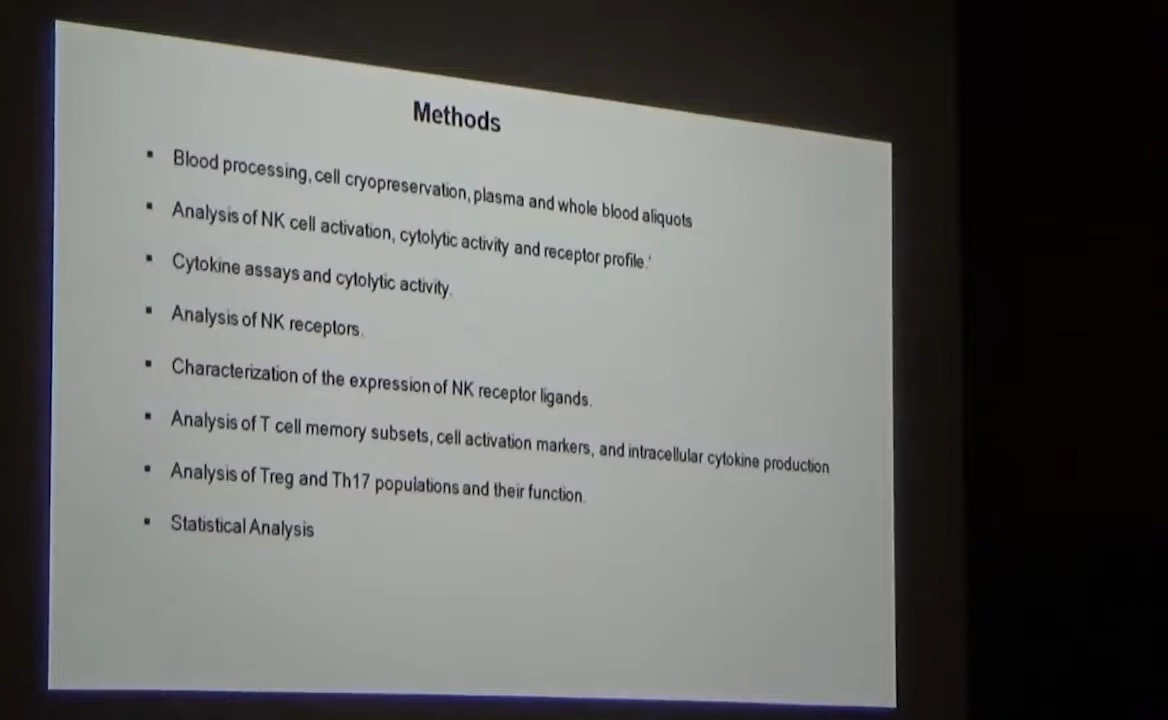 Methods
▪ Blood processing, cell cryopreservation, plasma and whole blood aliquots
▪ Analysis of NK cell activation, cytolytic activity and receptor profile.'
▪ Cytokine assays and cytolytic activity.
▪ Analysis of NK receptors.
▪ Characterization of the expression of NK receptor ligands.
▪ Analysis of T cell memory subsets, cell activation markers, and intracellular cytokine production
▪ Analysis of Treg and Th17 populations and their function.
▪ Statistical Analysis